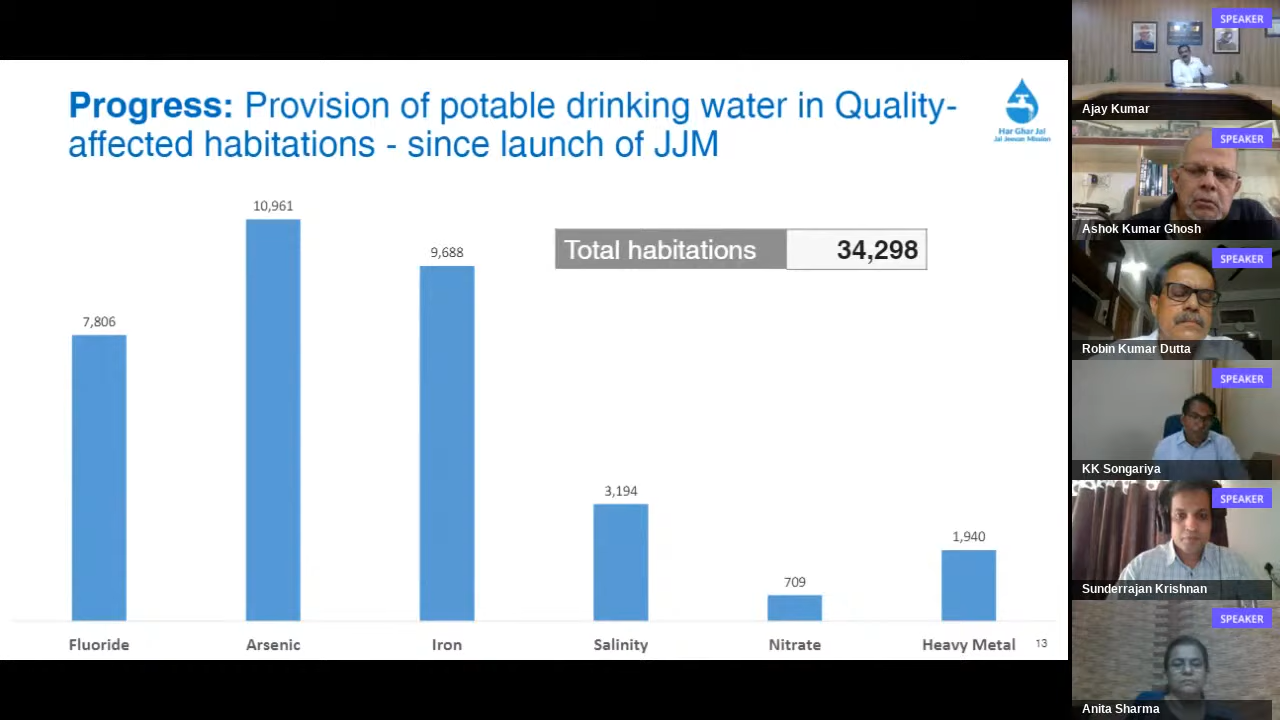 Progress: Provision of potable drinking water in Quality-
affected habitations - since launch of JJM
Har Ghar Jal
Jal Jeevan Mission
Total habitations 34,298
7,806
10,961
9,688
3,194
709
1,940
Fluoride
Arsenic
Iron
Salinity
Nitrate
Heavy Metal
13
SPEAKER
Ajay Kumar
SPEAKER
Ashok Kumar Ghosh
SPEAKER
Robin Kumar Dutta
SPEAKER
KK Songariya
SPEAKER
Sunderrajan Krishnan
SPEAKER
Anita Sharma